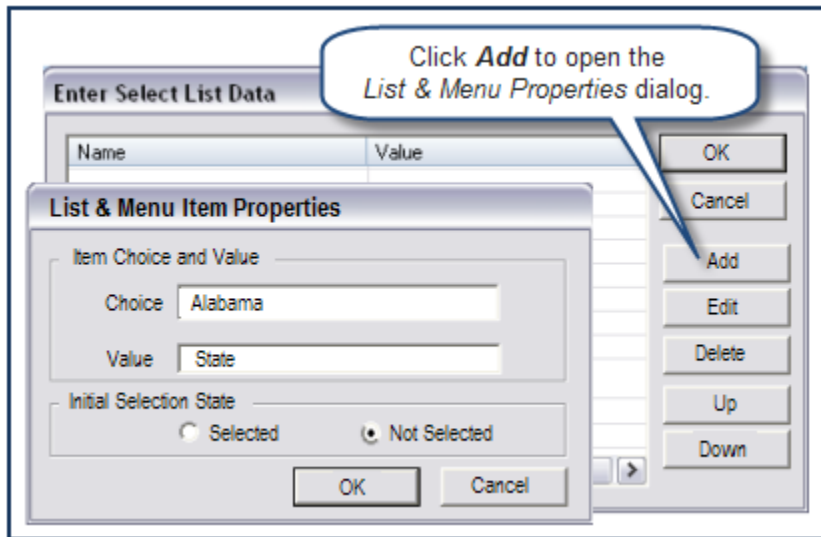 Click Add to open the
List & Menu Properties dialog.
Enter Select List Data
Name Value
OK
Cancel
Add
Edit
Delete
Up
Down
List & Menu Item Properties
Item Choice and Value
Choice Alabama
Value State
Initial Selection State
Selected Not Selected
OK Cancel